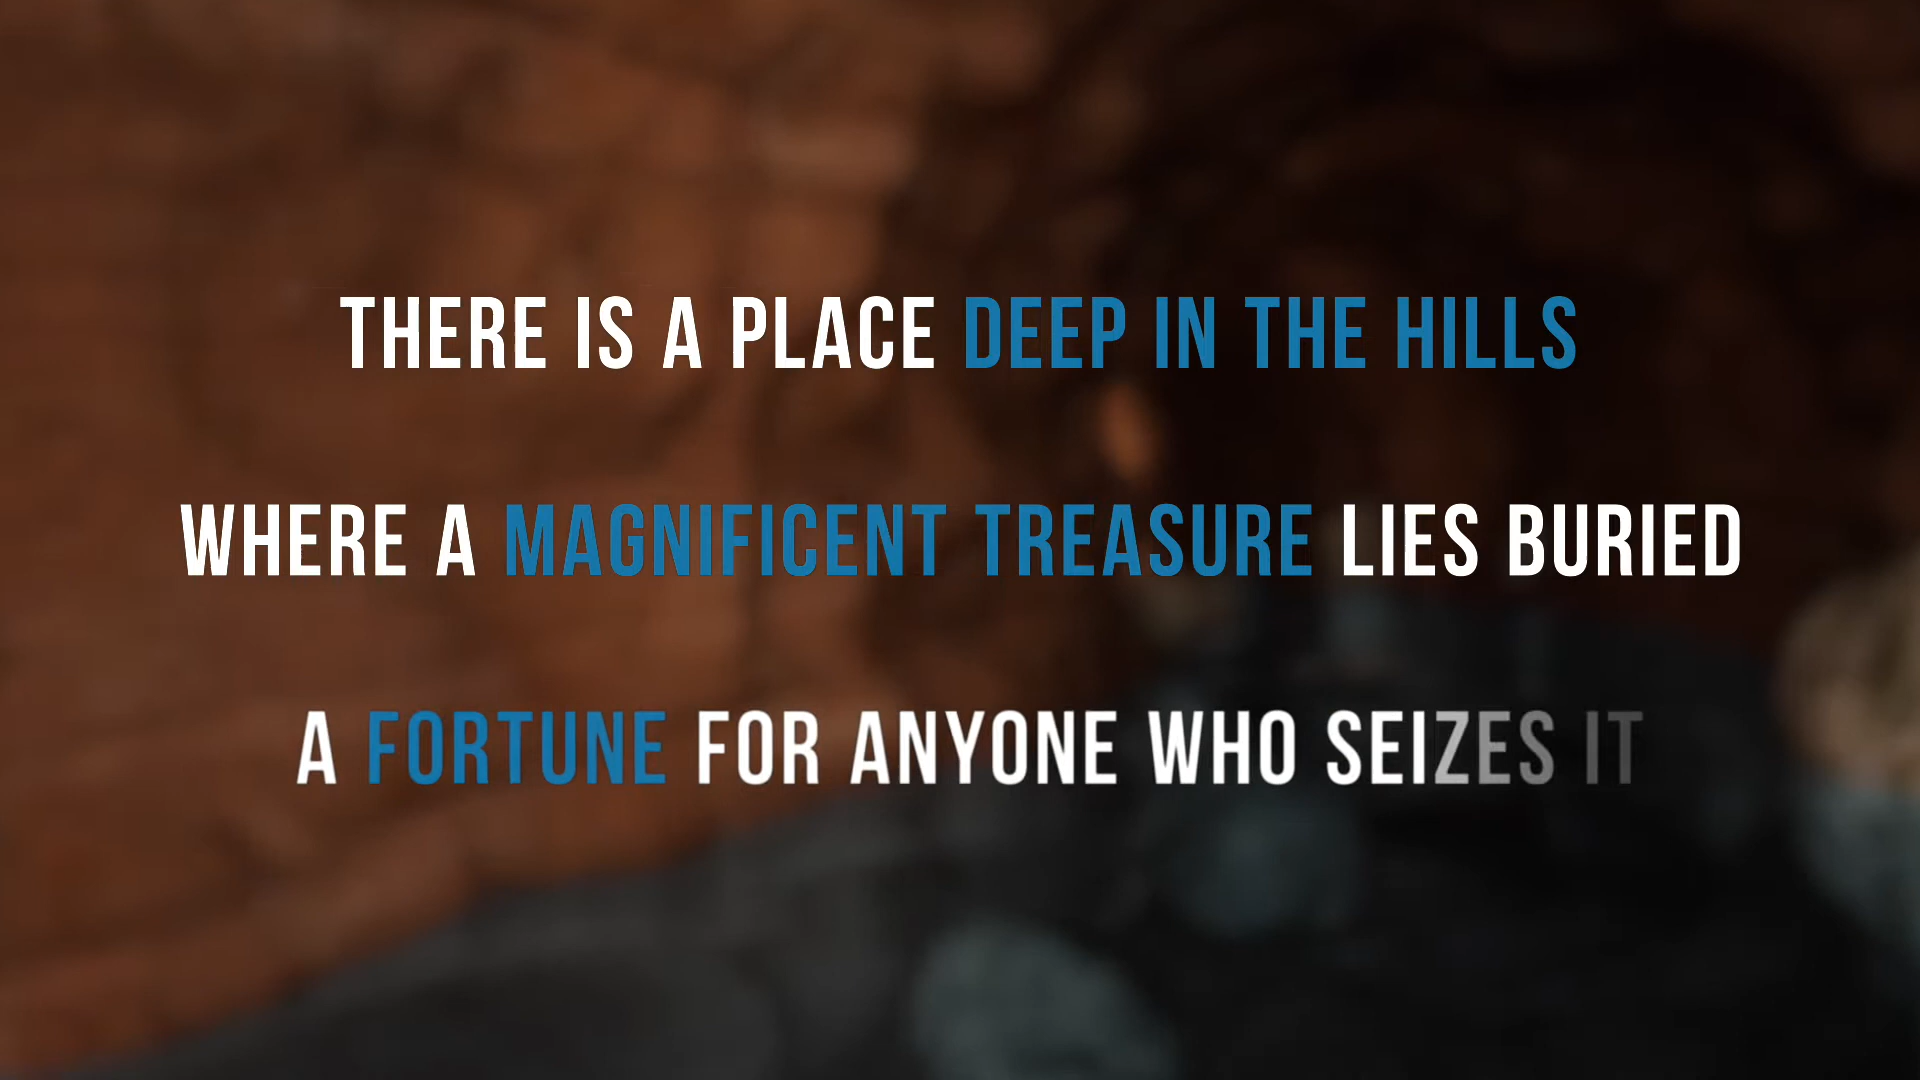 THERE IS A PLACE DEEP IN THE HILLS
WHERE A MAGNIFICENT TREASURE LIES BURIED
A FORTUNE FOR ANYONE WHO SEIZES IT